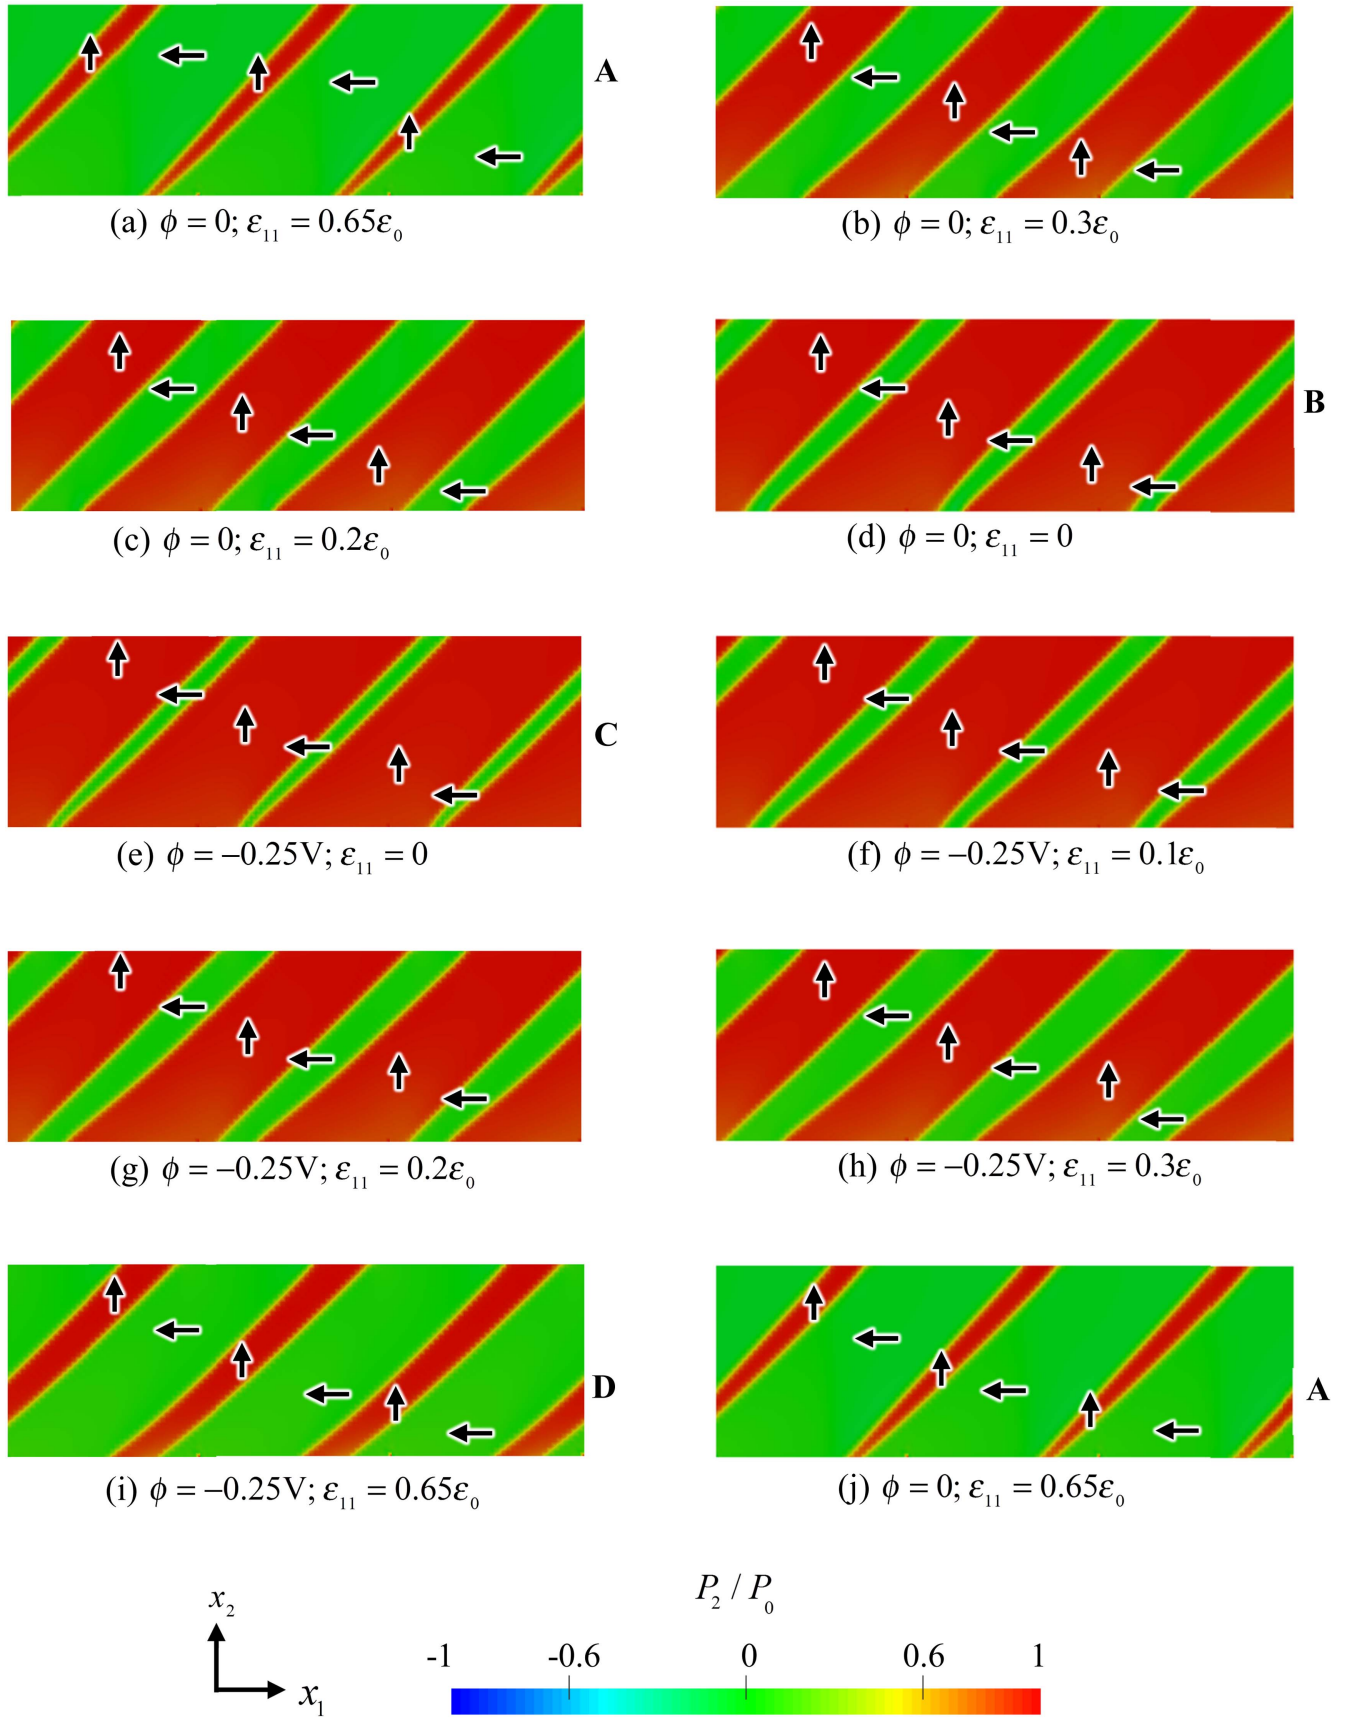 A
(a) ϕ = 0; ε₁₁ = 0.65ε₀
(b) ϕ = 0; ε₁₁ = 0.3ε₀
B
(c) ϕ = 0; ε₁₁ = 0.2ε₀
(d) ϕ = 0; ε₁₁ = 0
C
(e) ϕ = −0.25V; ε₁₁ = 0
(f) ϕ = −0.25V; ε₁₁ = 0.1ε₀
(g) ϕ = −0.25V; ε₁₁ = 0.2ε₀
(h) ϕ = −0.25V; ε₁₁ = 0.3ε₀
D
A
(i) ϕ = −0.25V; ε₁₁ = 0.65ε₀
(j) ϕ = 0; ε₁₁ = 0.65ε₀
x₂
x₁
P₂ / P₀
-1 -0.6 0 0.6 1